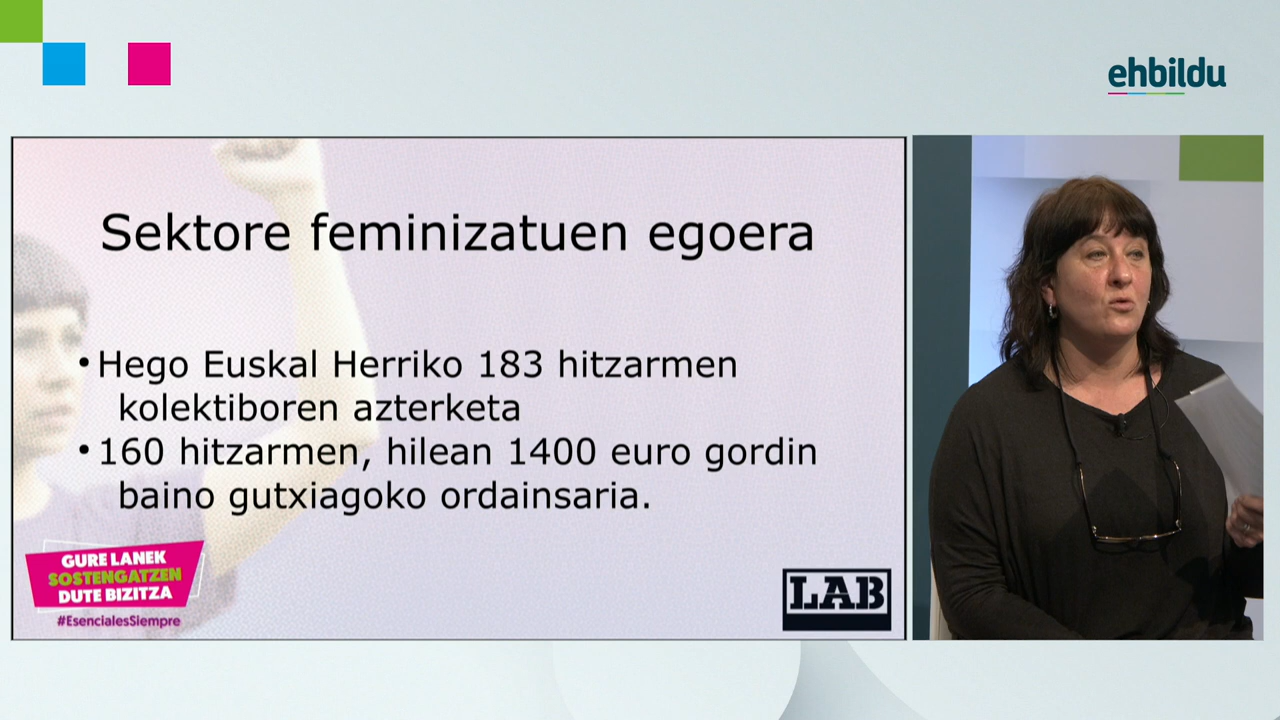 ehbildu
Sektore feminizatuen egoera
•Hego Euskal Herriko 183 hitzarmen
kolektiboren azterketa
•160 hitzarmen, hilean 1400 euro gordin
baino gutxiagoko ordainsaria.
GURE LANEK
SOSTENGATZEN
DUTE BIZITZA
#EsencialesSiempre
LAB